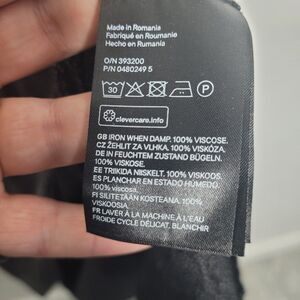 Made in Romania
Fabriqué en Roumanie
Hecho en Rumanía
O/N 393200
P/N 0480249 5
30
P
clevercare.info
GB IRON WHEN DAMP. 100% VISCOSE.
CZ ŽEHLIT ZA VLHKA. 100% VISKÓZA.
DE IN FEUCHTEM ZUSTAND BÜGELN.
100% VISKOSE.
EE TRIIKIDA NIISKELT. 100% VISKOOS.
ES PLANCHAR EN ESTADO HÚMEDO.
100% viscosa.
FI SILITETÄÄN KOSTEANA. 100%
VISKOOSIA.
FR LAVER À LA MACHINE À L'EAU
FROIDE CYCLE DÉLICAT, BLANCHIR